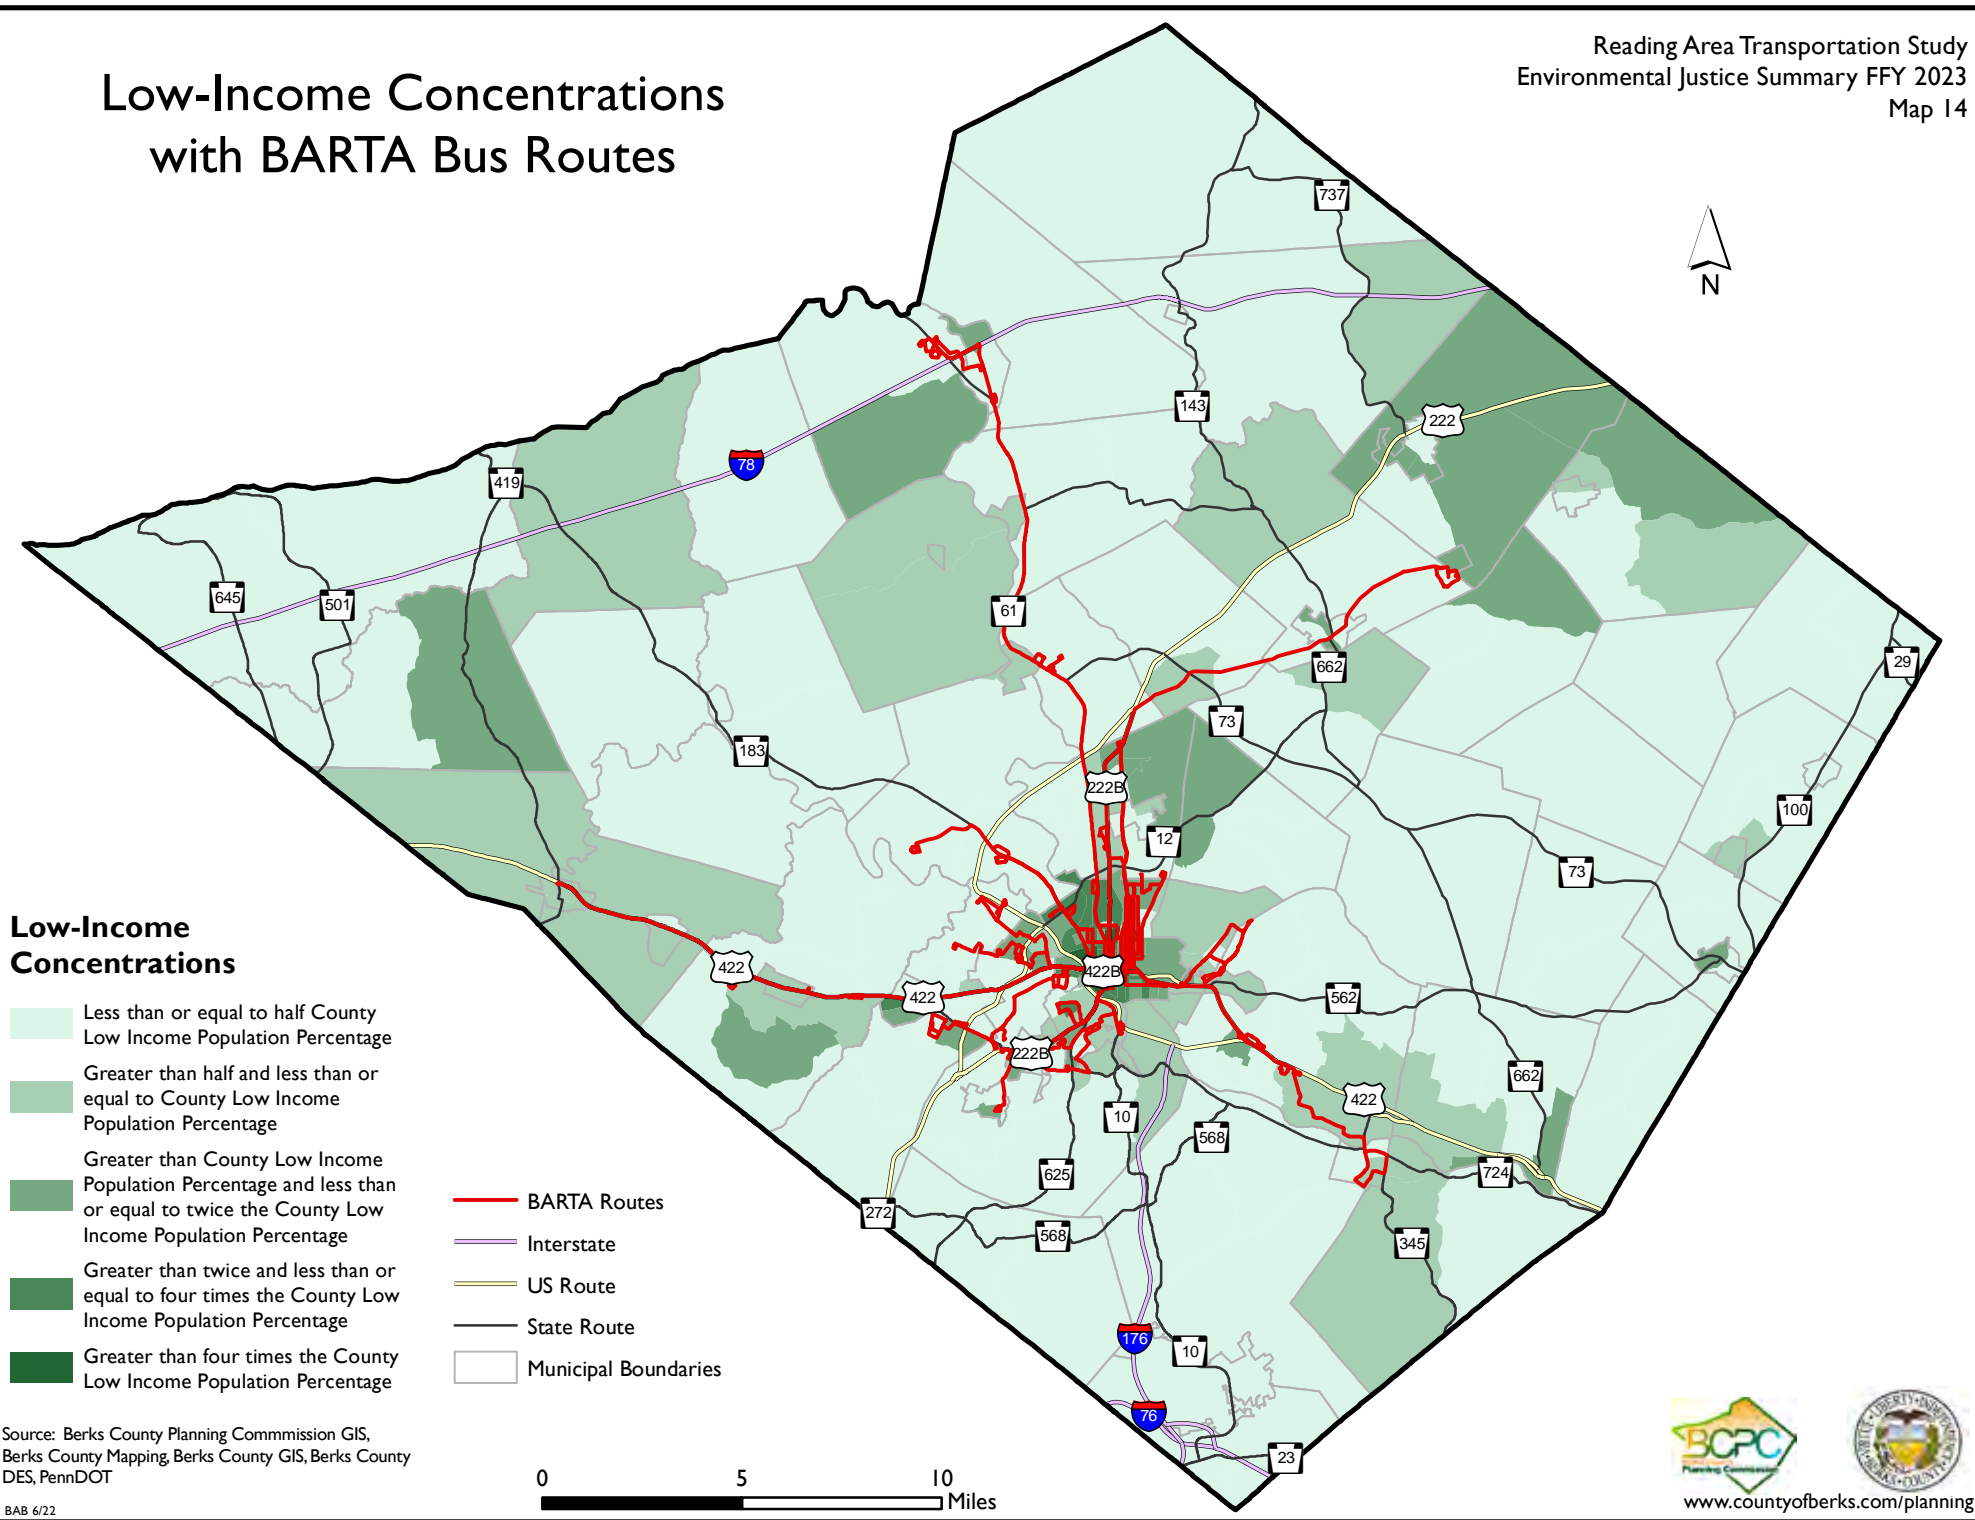 Low-Income Concentrations
with BARTA Bus Routes
Reading Area Transportation Study
Environmental Justice Summary FFY 2023
Map 14
N
737
143
222
78
419
645
501
61
662
29
73
183
222B
12
100
73
422
422
422B
562
222B
662
422
10
568
625
724
272
568
345
176
10
76
23
Low-Income
Concentrations
Less than or equal to half County
Low Income Population Percentage
Greater than half and less than or
equal to County Low Income
Population Percentage
Greater than County Low Income
Population Percentage and less than
or equal to twice the County Low
Income Population Percentage
Greater than twice and less than or
equal to four times the County Low
Income Population Percentage
Greater than four times the County
Low Income Population Percentage
BARTA Routes
Interstate
US Route
State Route
Municipal Boundaries
Source: Berks County Planning Commmission GIS,
Berks County Mapping, Berks County GIS, Berks County
DES, PennDOT
BAB 6/22
0 5 10
Miles
BCPC
Planning Commission
www.countyofberks.com/planning